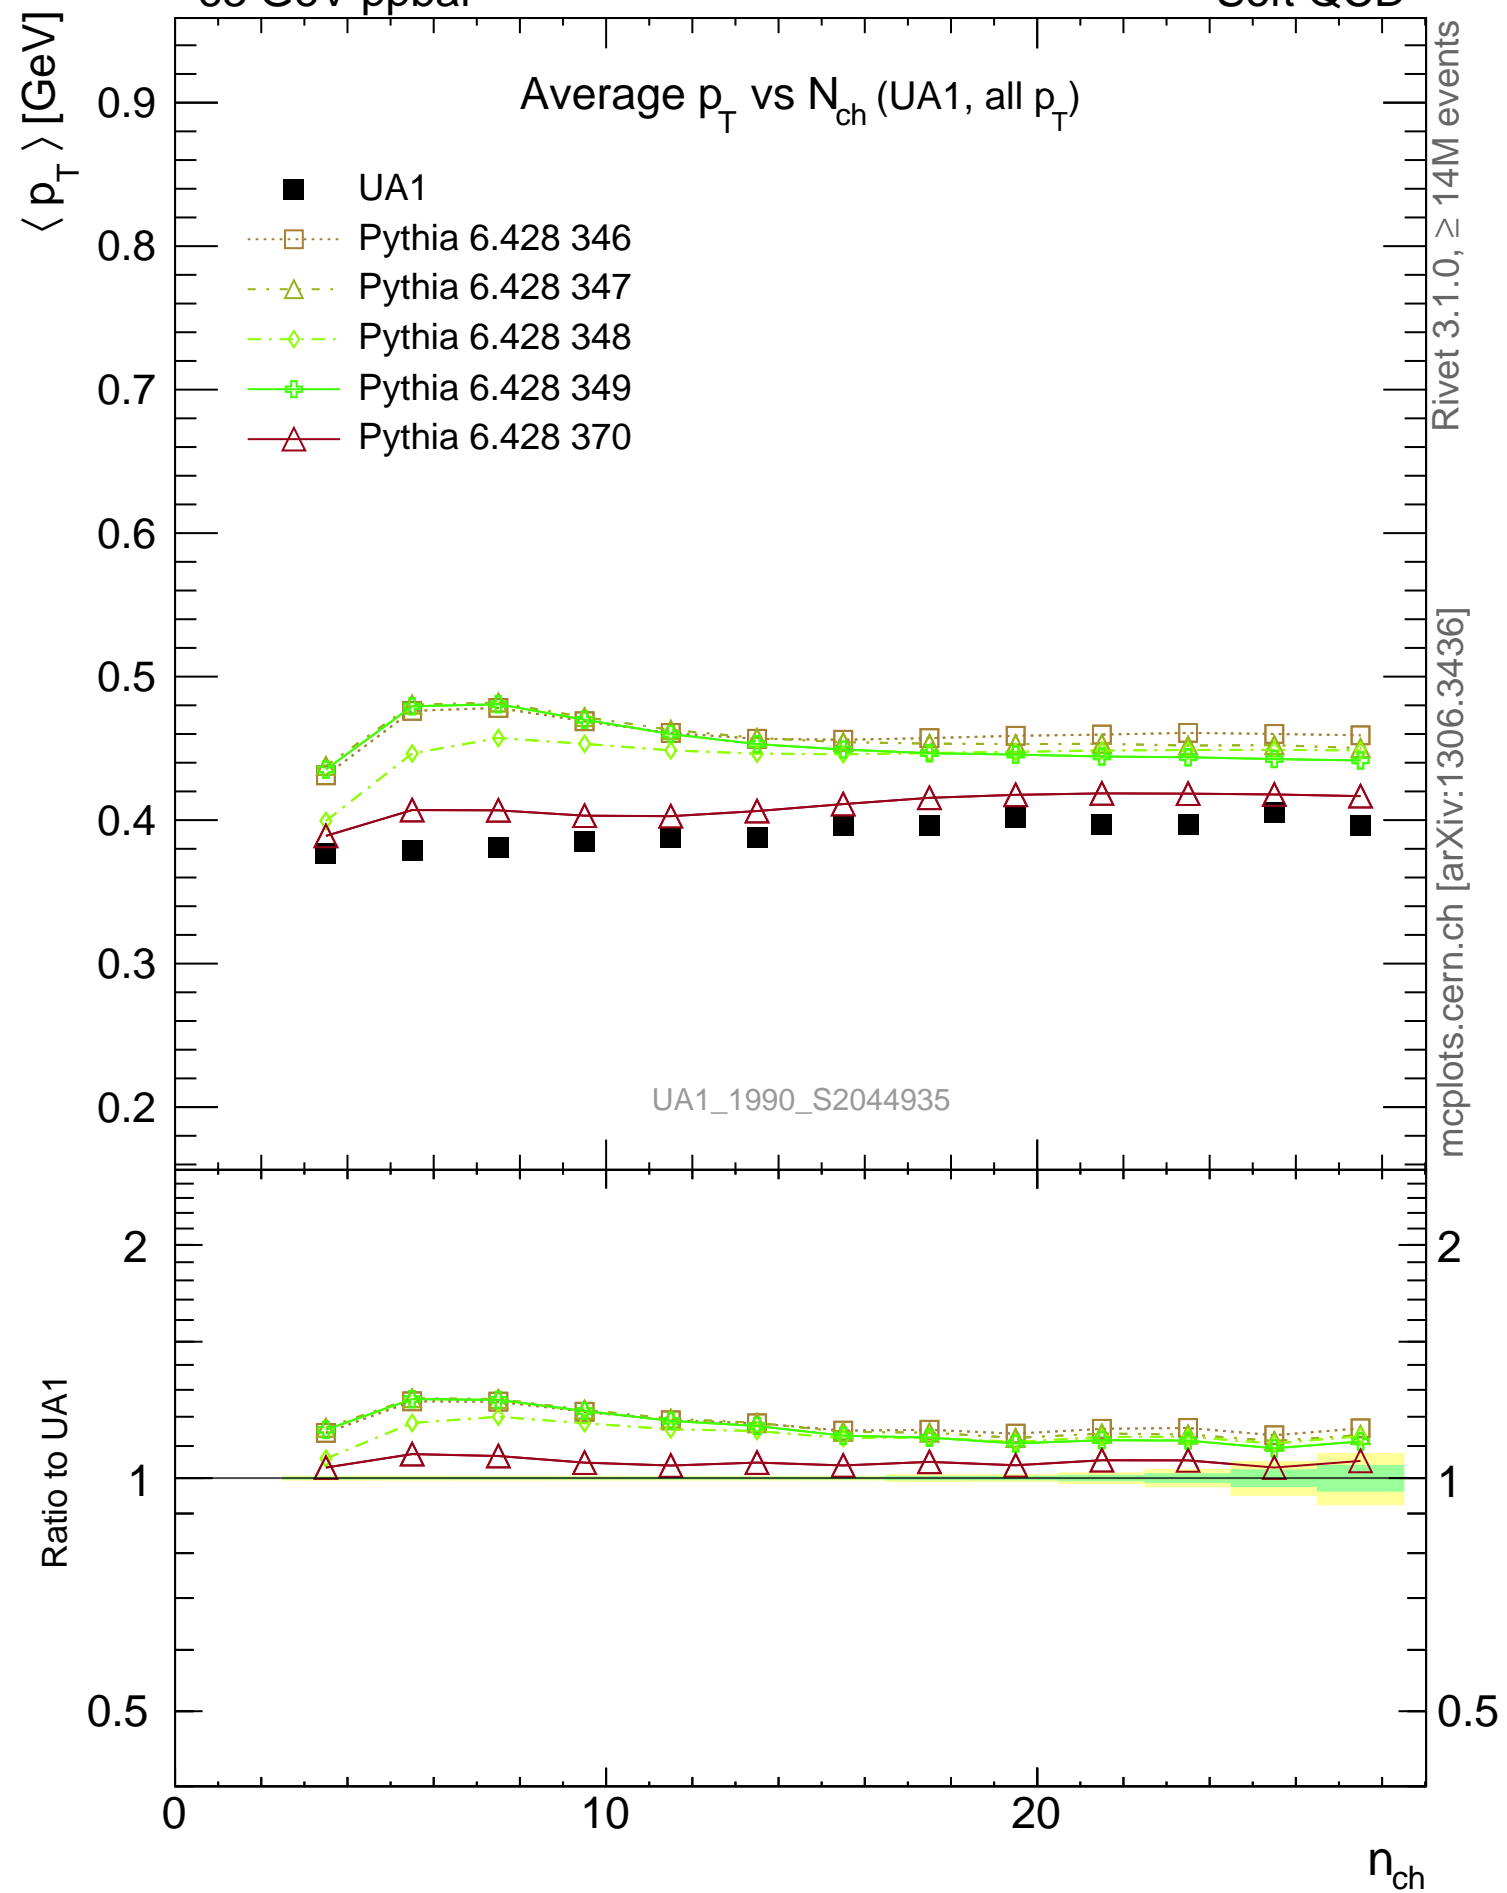 ppbar
⟨ p_T ⟩ [GeV]
Average p_T vs N_ch (UA1, all p_T)
UA1
Pythia 6.428 346
Pythia 6.428 347
Pythia 6.428 348
Pythia 6.428 349
Pythia 6.428 370
0.9
0.8
0.7
0.6
0.5
0.4
0.3
0.2
UA1_1990_S2044935
Rivet 3.1.0, ≥ 14M events
mcplots.cern.ch [arXiv:1306.3436]
Ratio to UA1
2
1
0.5
2
1
0.5
0
10
20
n_ch